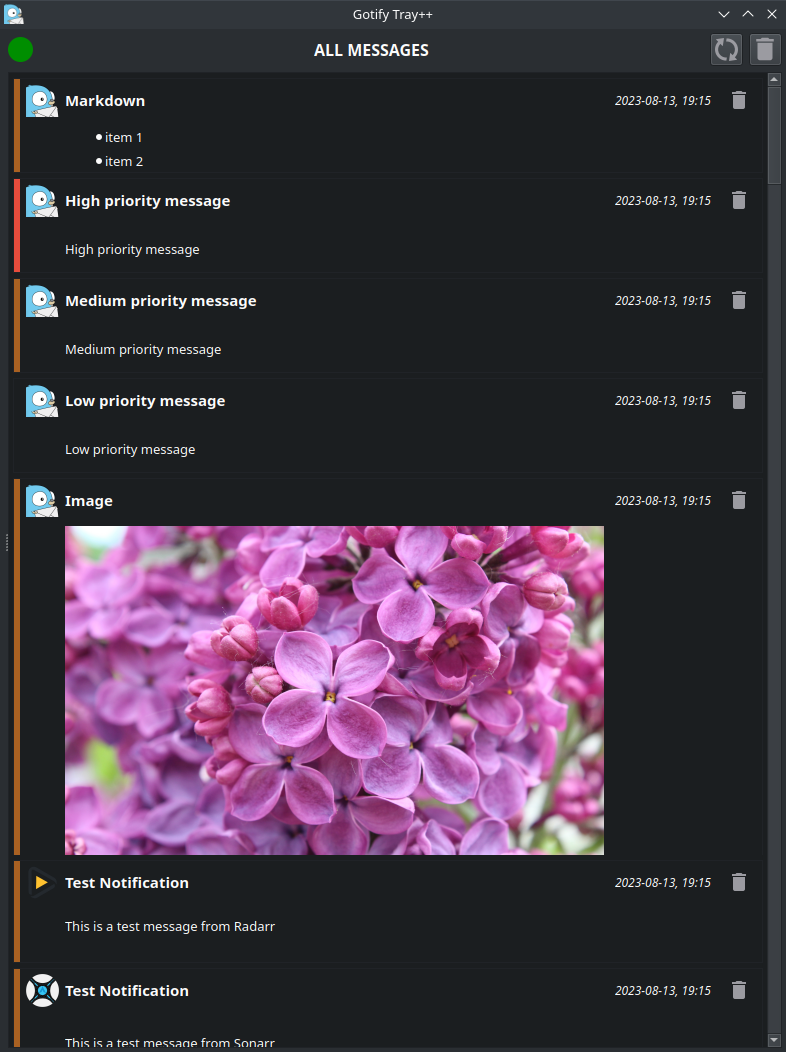 Gotify Tray++
ALL MESSAGES
Markdown 2023-08-13, 19:15
item 1
item 2
High priority message 2023-08-13, 19:15
High priority message
Medium priority message 2023-08-13, 19:15
Medium priority message
Low priority message 2023-08-13, 19:15
Low priority message
Image 2023-08-13, 19:15
Test Notification 2023-08-13, 19:15
This is a test message from Radarr
Test Notification 2023-08-13, 19:15
This is a test message from Sonarr